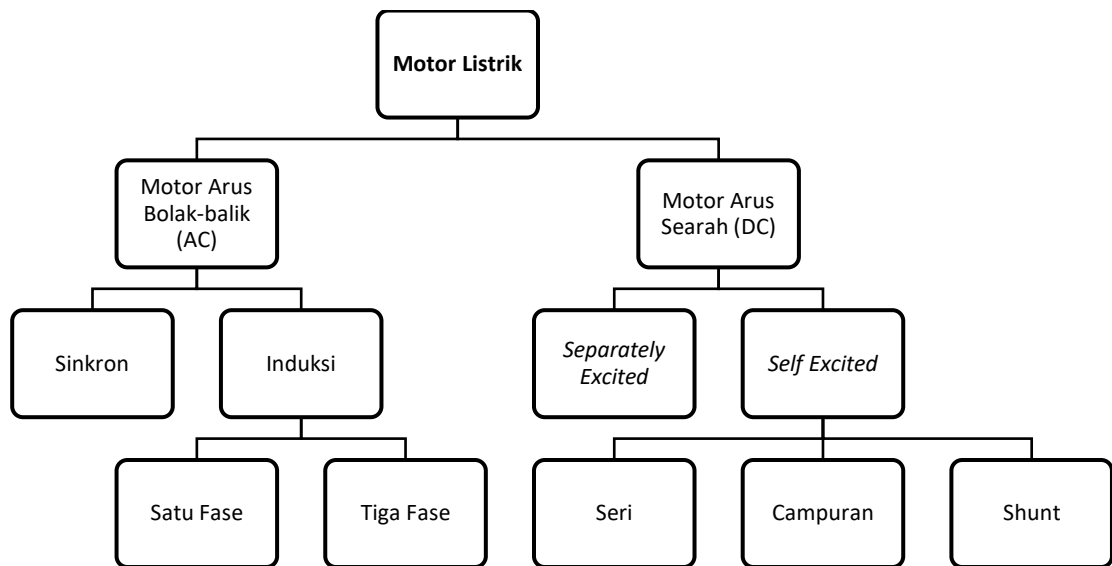 Motor Listrik
Motor Arus
Bolak-balik
(AC)
Motor Arus
Searah (DC)
Sinkron
Induksi
Separately
Excited
Self Excited
Satu Fase
Tiga Fase
Seri
Campuran
Shunt